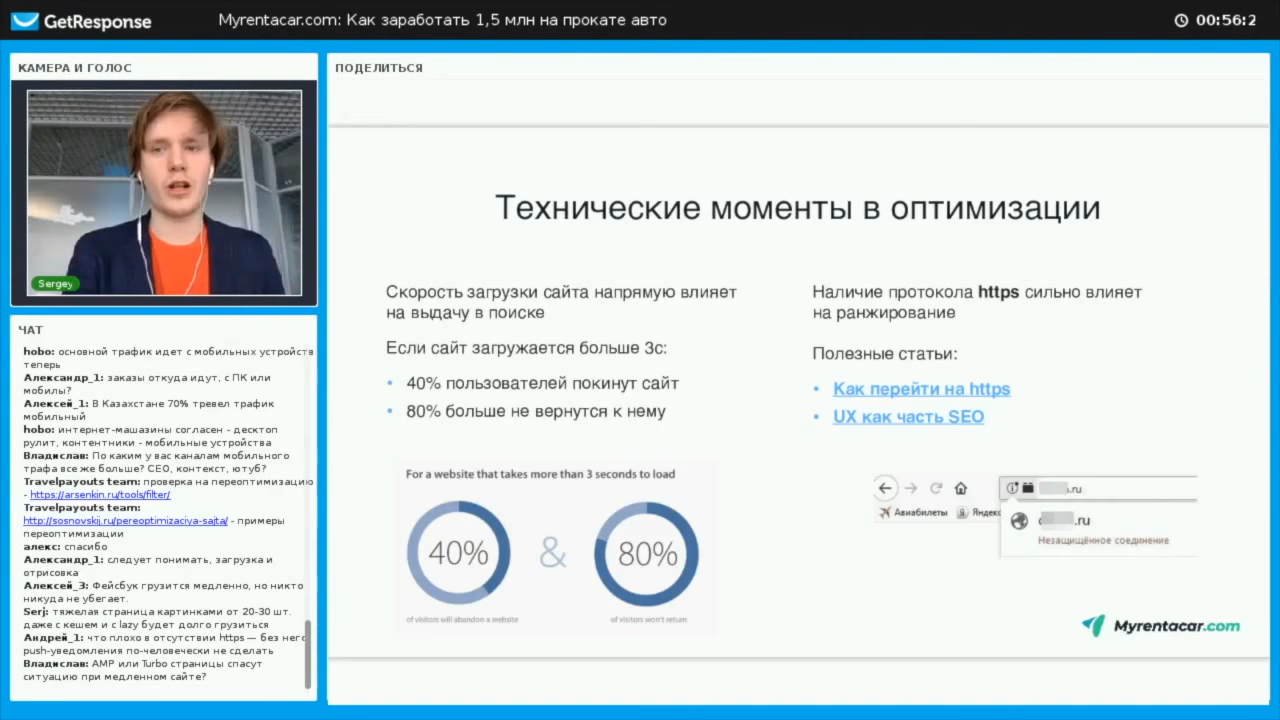 GetResponse
Myrentacar.com: Как заработать 1,5 млн на прокате авто
00:56:2
КАМЕРА И ГОЛОС
Sergey
ЧАТ
hobo: основной трафик идет с мобильных устройств
теперь
Александр_1: заказы откуда идут, с ПК или
мобилы?
Алексей_1: В Казахстане 70% тревел трафик
мобильный
hobo: интернет-машазины согласен - десктоп
рулит, контентники - мобильные устройства
Владислав: По каким у вас каналам мобильного
трафа все же больше? СЕО, контекст, ютуб?
Travelpayouts team: проверка на переоптимизацию
- https://arsenkin.ru/tools/filter/
Travelpayouts team:
http://sosnovskij.ru/pereoptimizaciya-sajta/ - примеры
переоптимизации
алекс: спасибо
Александр_1: следует понимать, загрузка и
отрисовка
Алексей_3: Фейсбук грузится медленно, но никто
никуда не убегает.
Serj: тяжелая страница картинками от 20-30 шт.
даже с кешем и с lazy будет долго грузиться
Андрей_1: что плохо в отсутствии https — без него
push-уведомления по-человечески не сделать
Владислав: AMP или Turbo страницы спасут
ситуацию при медленном сайте?
ПОДЕЛИТЬСЯ
Технические моменты в оптимизации
Скорость загрузки сайта напрямую влияет
на выдачу в поиске
Если сайт загружается больше 3с:
• 40% пользователей покинут сайт
• 80% больше не вернутся к нему
For a website that takes more than 3 seconds to load
40% & 80%
of visitors will abandon a website
of visitors won't return
Наличие протокола https сильно влияет
на ранжирование
Полезные статьи:
• Как перейти на https
• UX как часть SEO
.ru
Авиабилеты Яндекс
.ru
Незащищённое соединение
Myrentacar.com